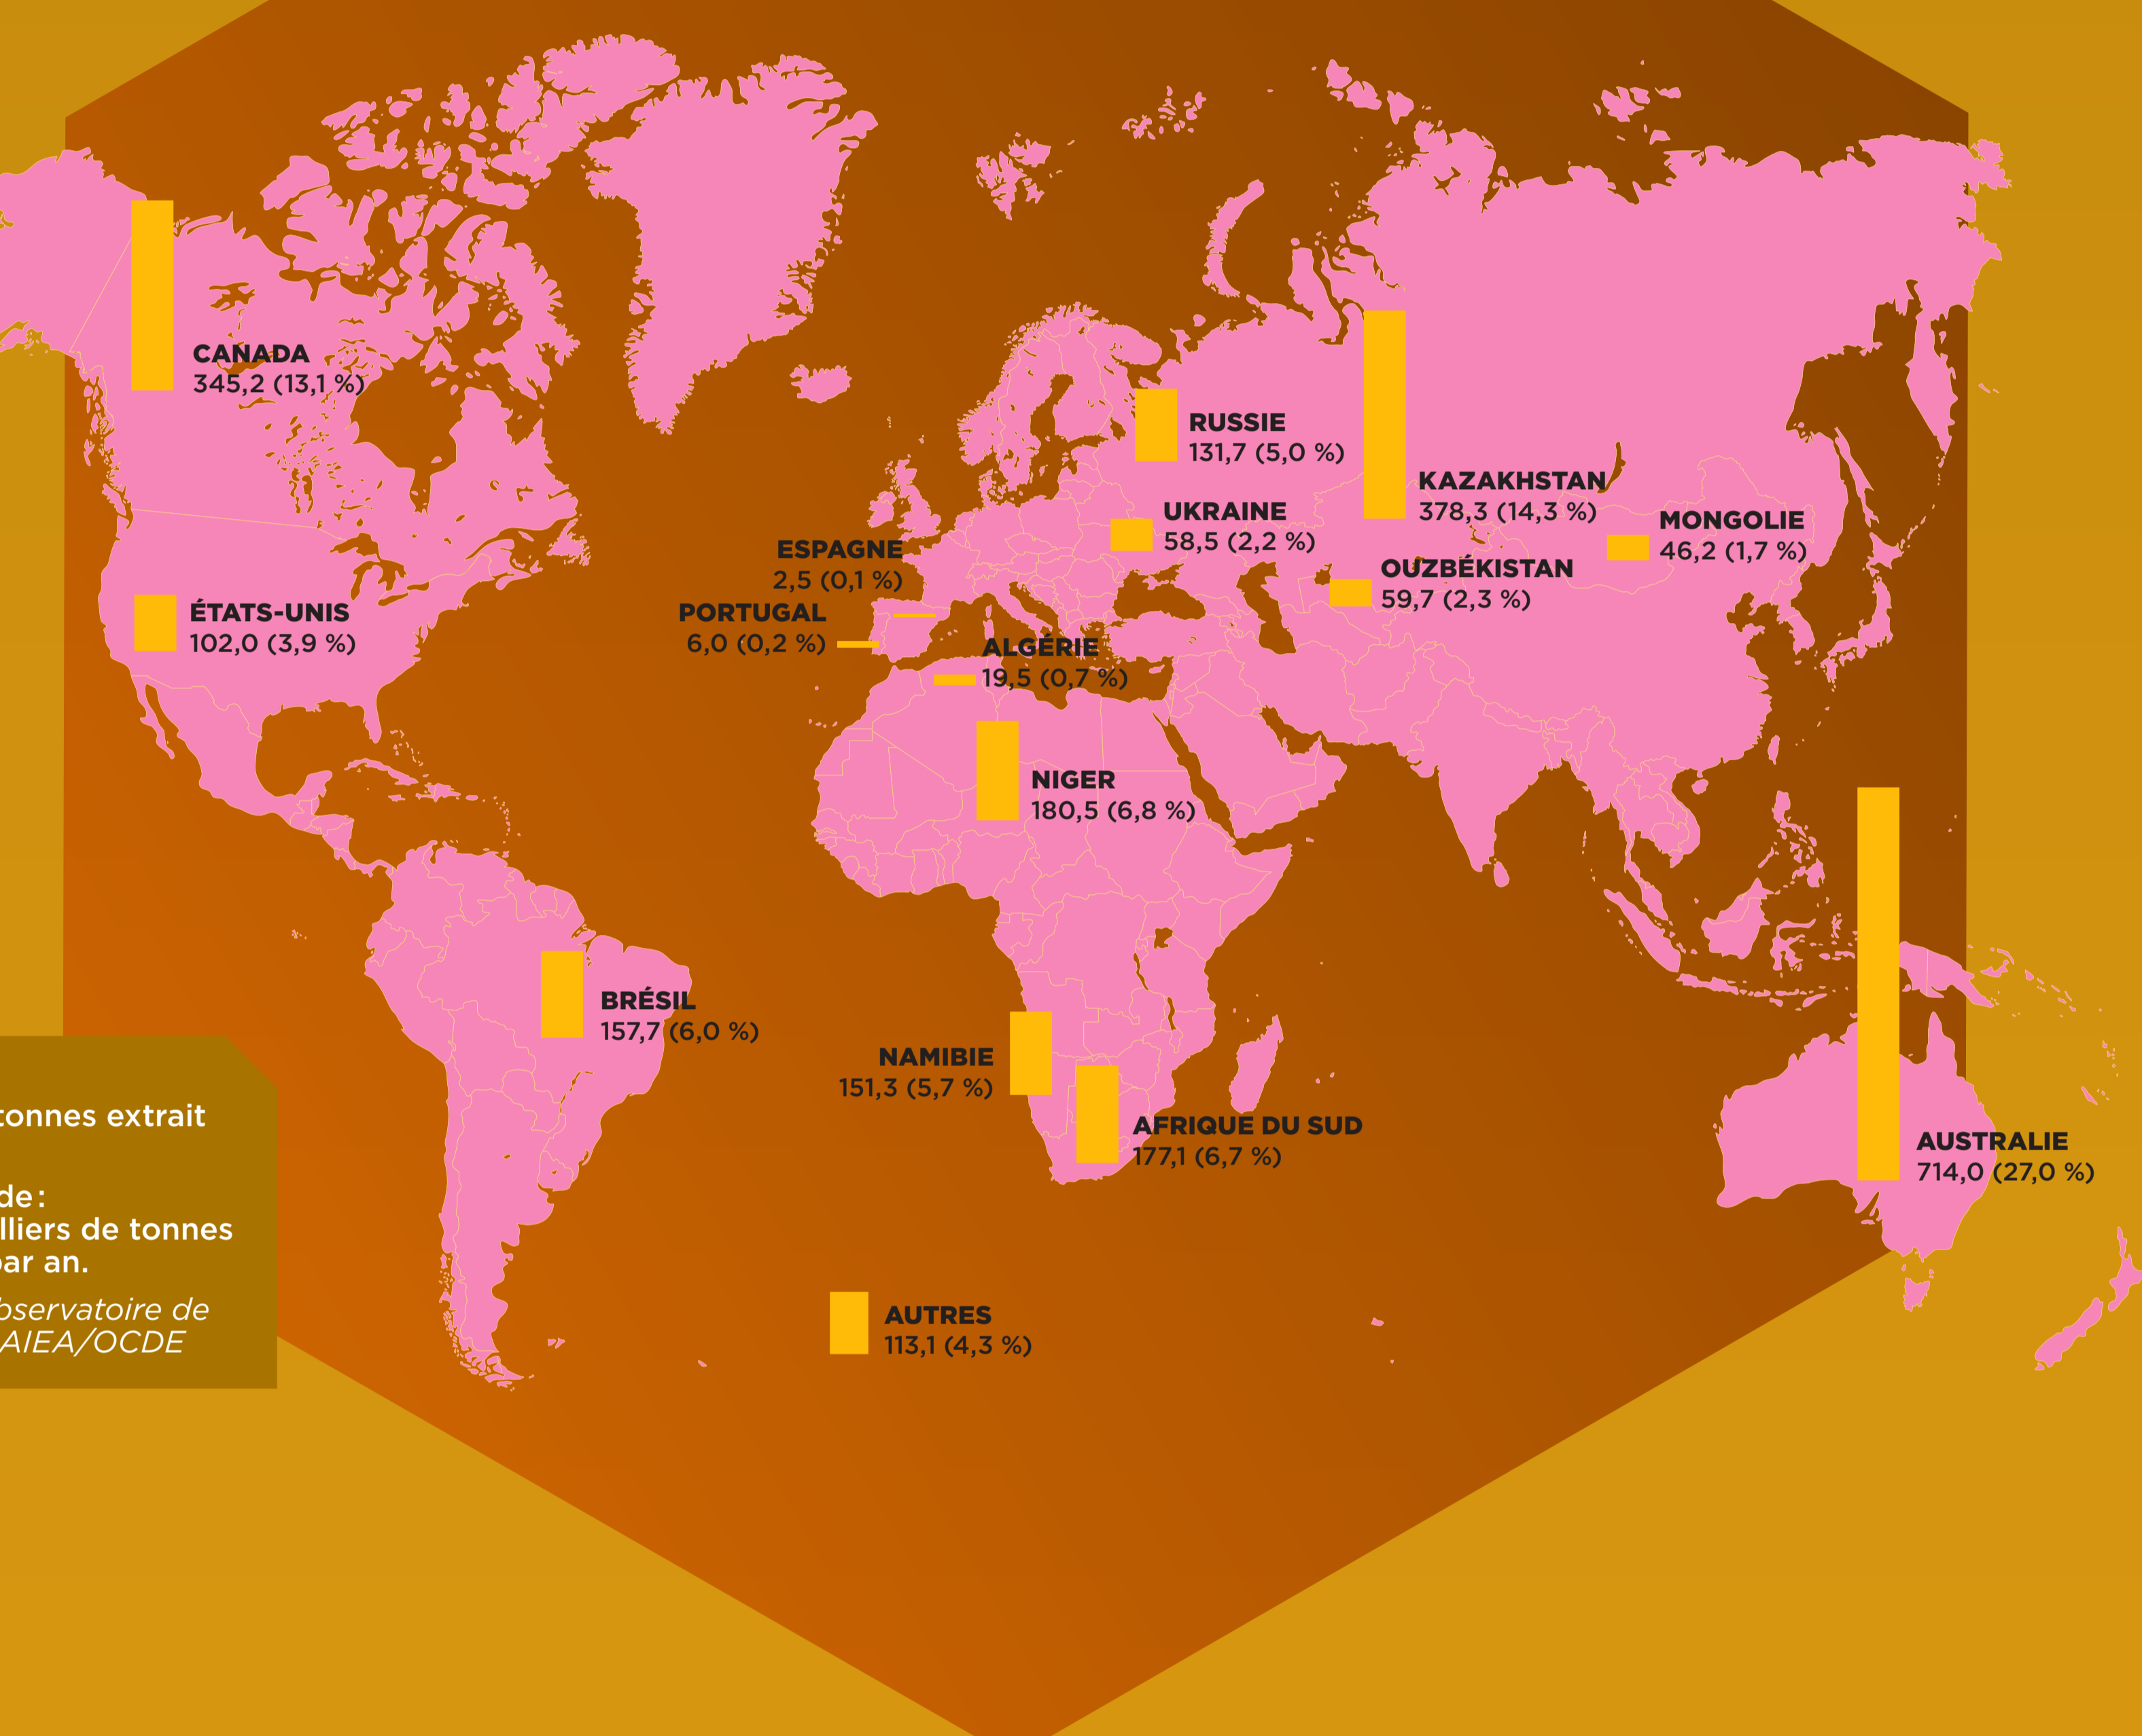 CANADA
345,2 (13,1 %)
RUSSIE
131,7 (5,0 %)
KAZAKHSTAN
378,3 (14,3 %)
UKRAINE
58,5 (2,2 %)
MONGOLIE
46,2 (1,7 %)
ESPAGNE
2,5 (0,1 %)
OUZBÉKISTAN
59,7 (2,3 %)
ÉTATS-UNIS
102,0 (3,9 %)
PORTUGAL
6,0 (0,2 %)
ALGÉRIE
19,5 (0,7 %)
NIGER
180,5 (6,8 %)
BRÉSIL
157,7 (6,0 %)
NAMIBIE
151,3 (5,7 %)
AFRIQUE DU SUD
177,1 (6,7 %)
AUSTRALIE
714,0 (27,0 %)
tonnes extrait
de :
lliers de tonnes
par an.
bservatoire de
AIEA/OCDE
AUTRES
113,1 (4,3 %)